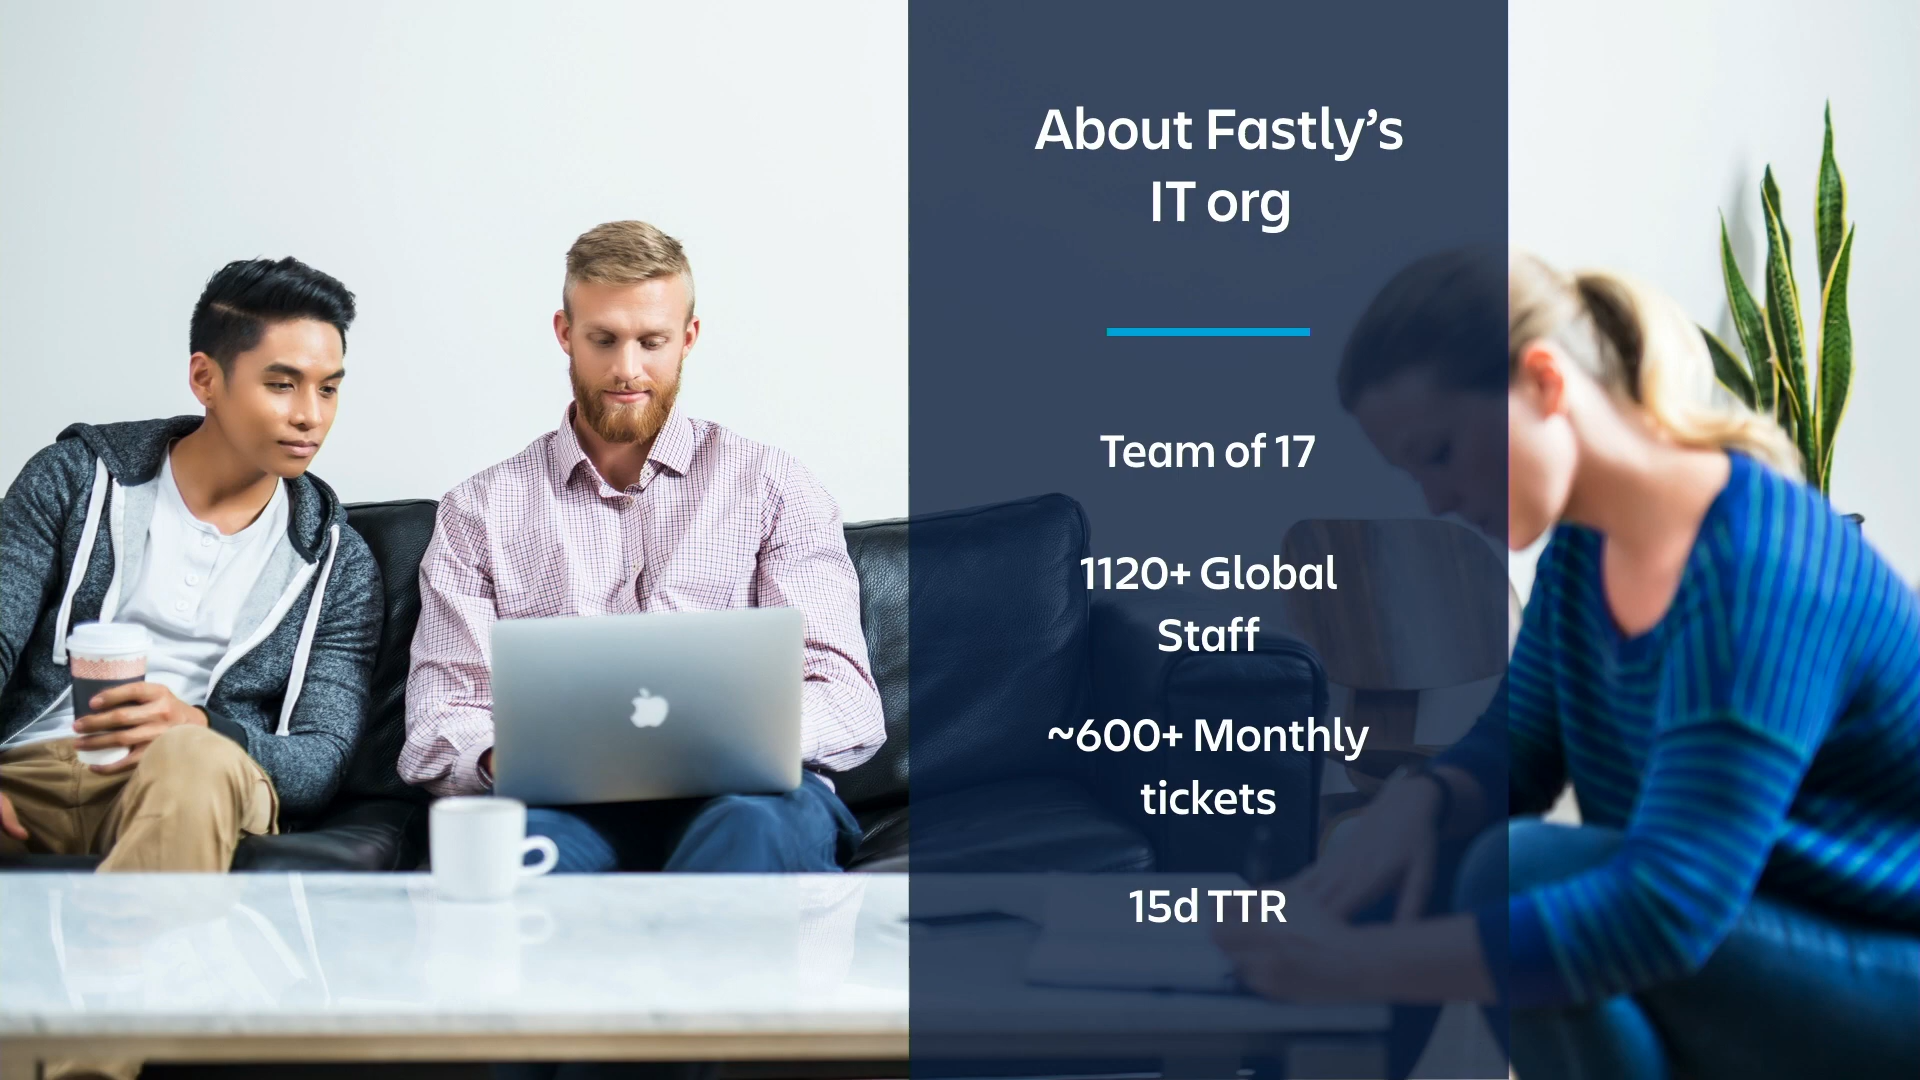 About Fastly’s
IT org
Team of 17
1120+ Global
Staff
~600+ Monthly
tickets
15d TTR